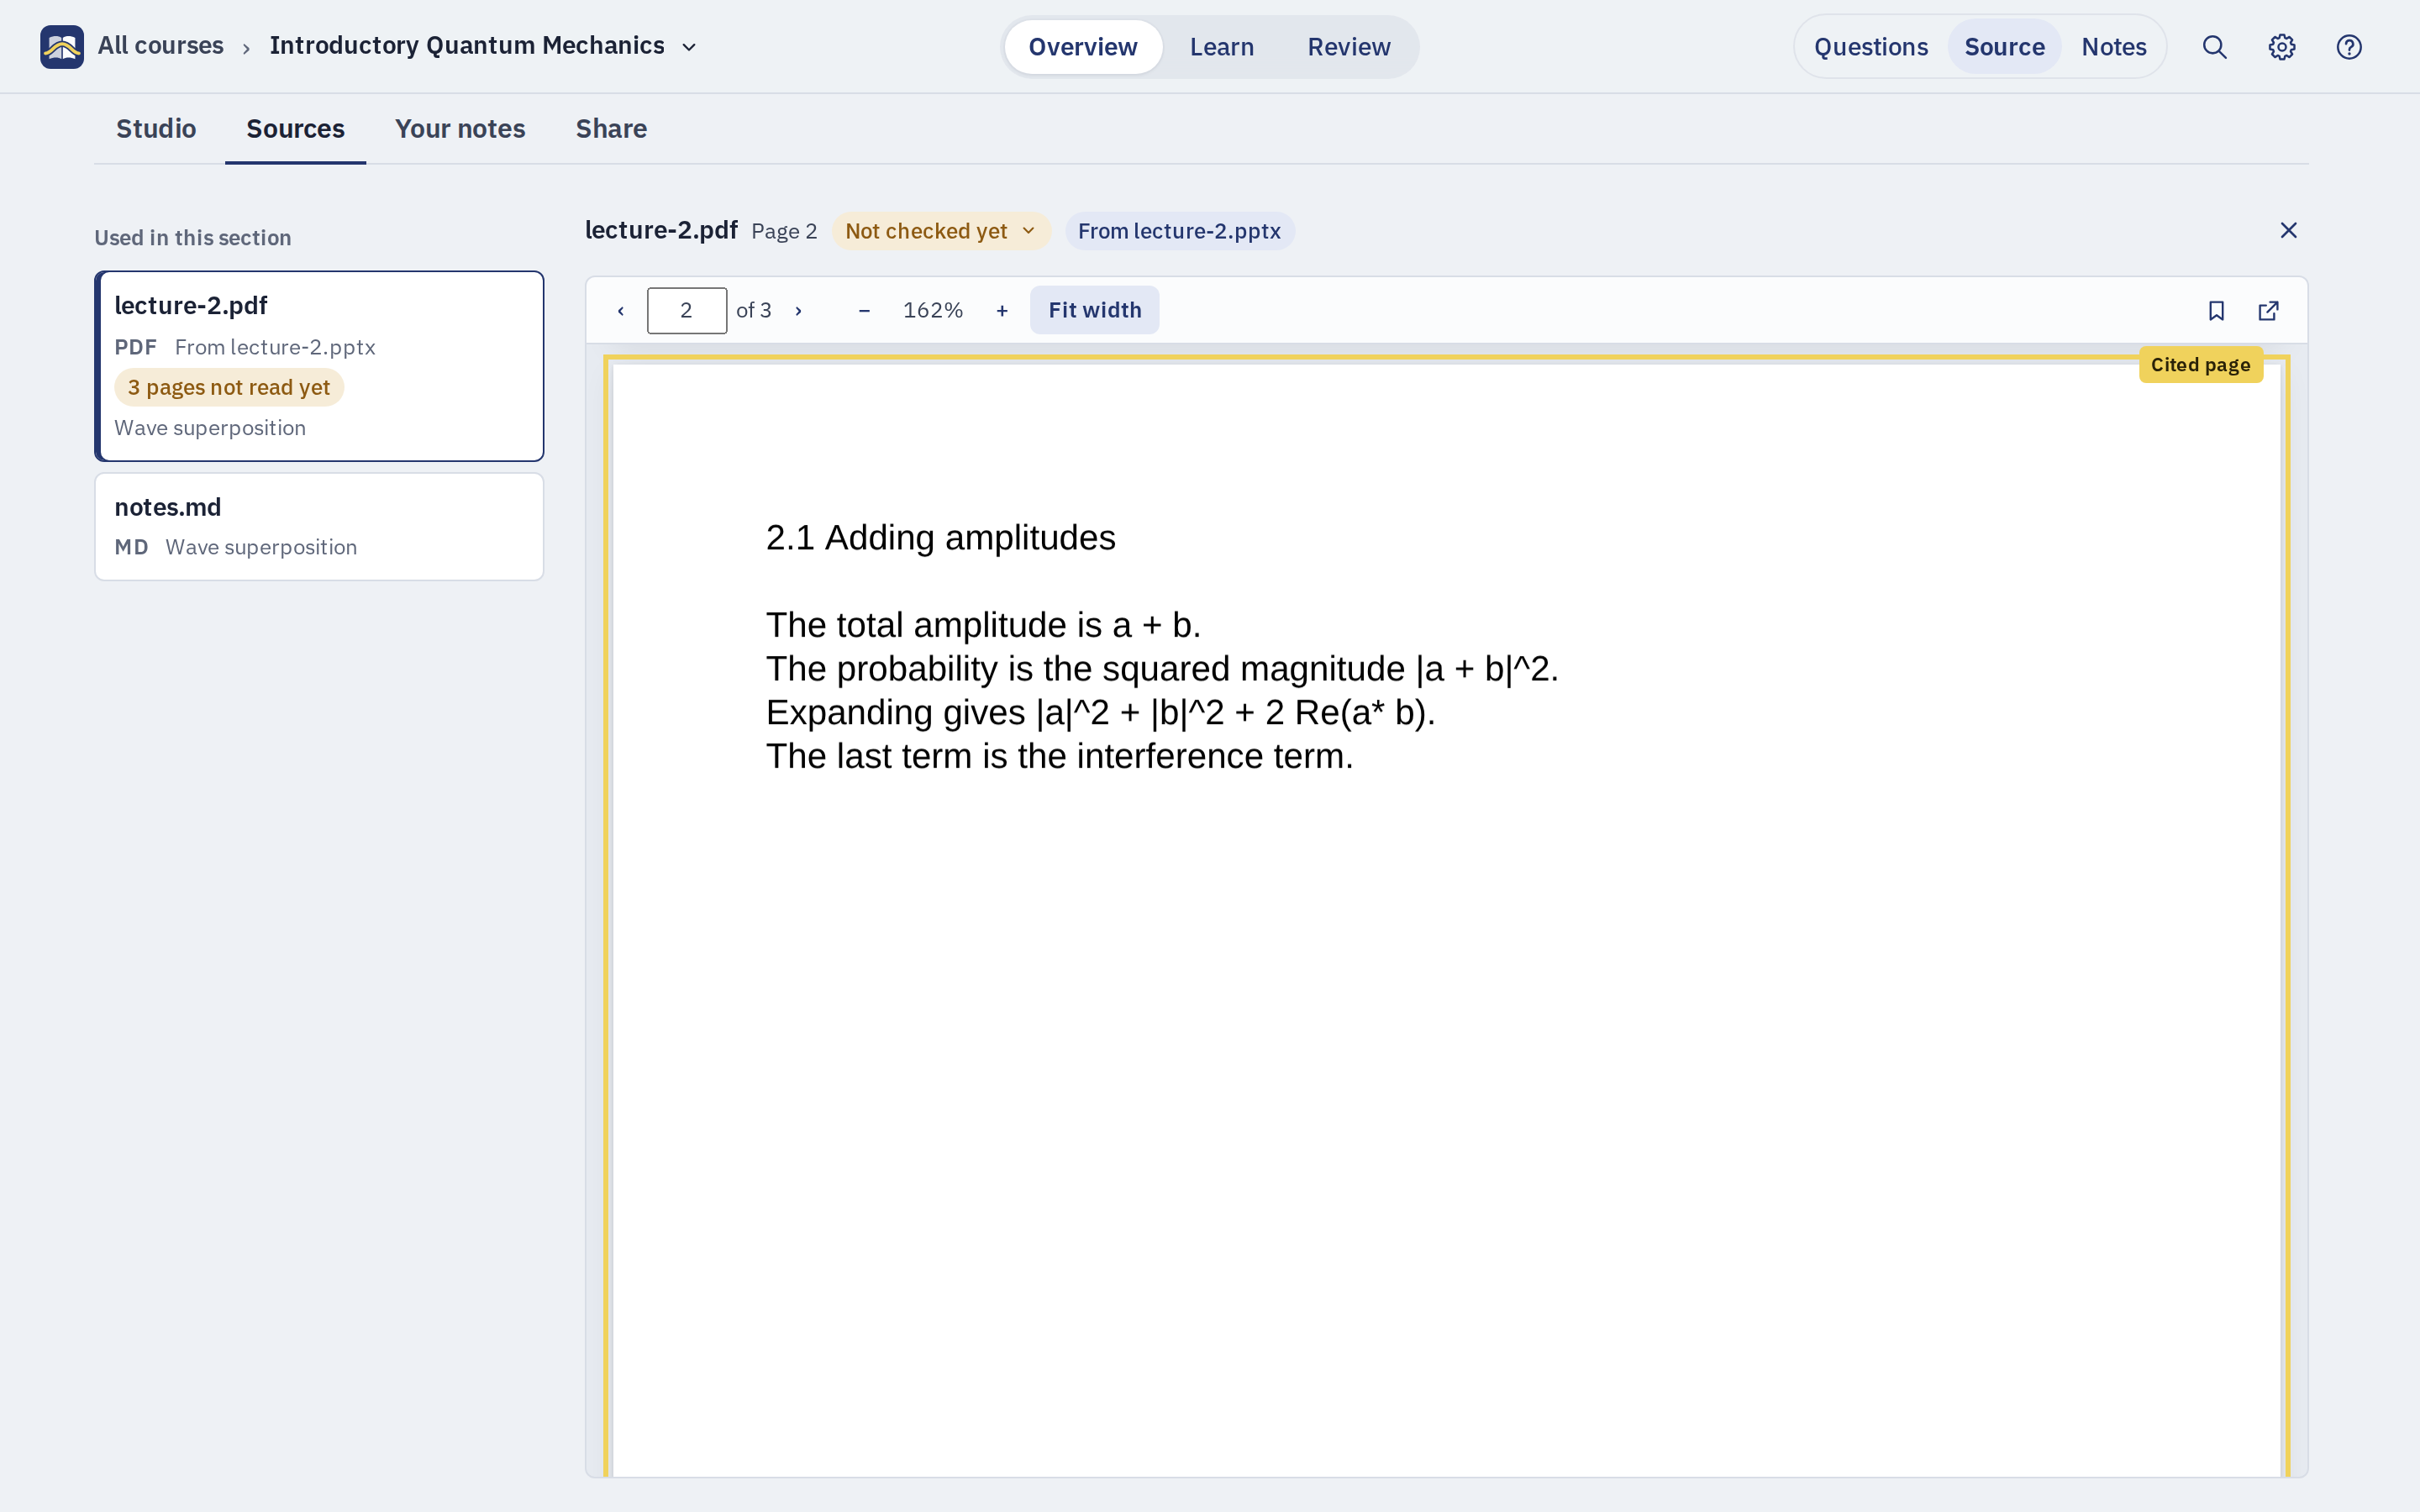 All courses › Introductory Quantum Mechanics
Overview Learn Review
Questions Source Notes
Studio Sources Your notes Share
Used in this section
lecture-2.pdf
PDF From lecture-2.pptx
3 pages not read yet
Wave superposition
notes.md
MD Wave superposition
lecture-2.pdf Page 2 Not checked yet From lecture-2.pptx
‹ 2 of 3 › − 162% + Fit width
Cited page
2.1 Adding amplitudes
The total amplitude is a + b.
The probability is the squared magnitude |a + b|^2.
Expanding gives |a|^2 + |b|^2 + 2 Re(a* b).
The last term is the interference term.